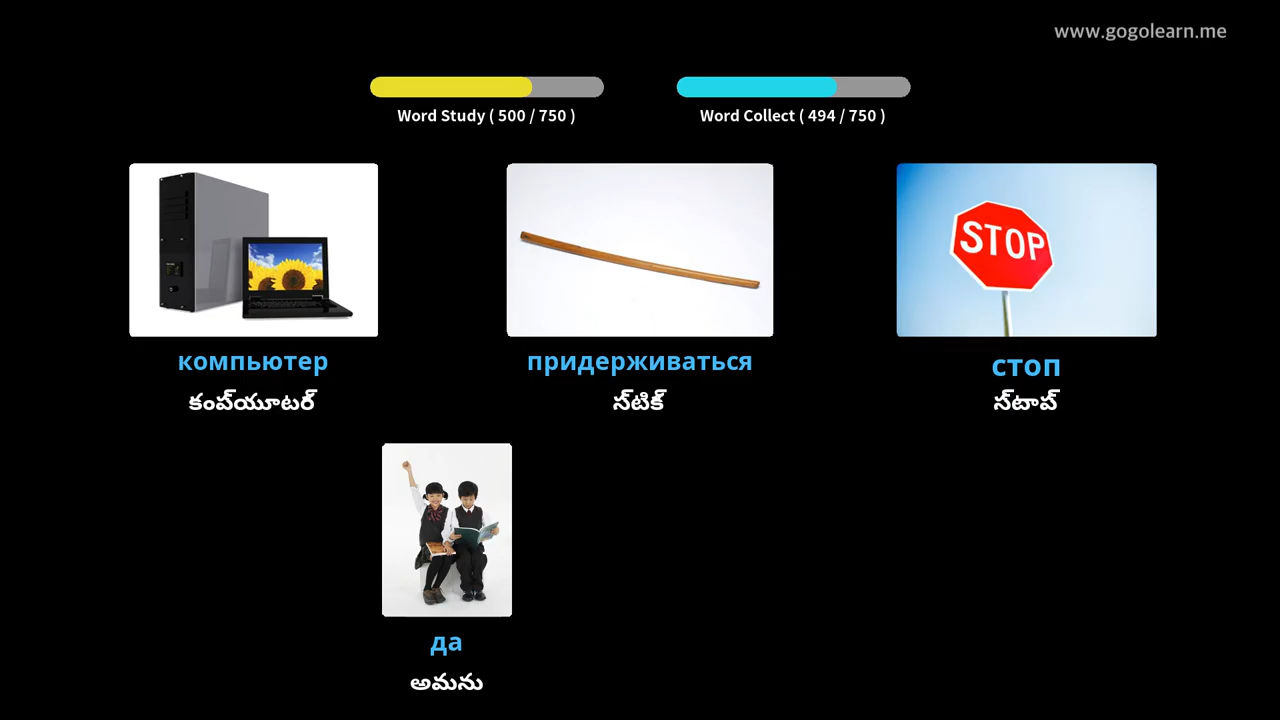 www.gogolearn.me
Word Study ( 500 / 750 )
Word Collect ( 494 / 750 )
STOP
компьютер
придерживаться
стоп
కంప్‌యూటర్
స్‌టిక్
స్‌టాప్
да
అమను